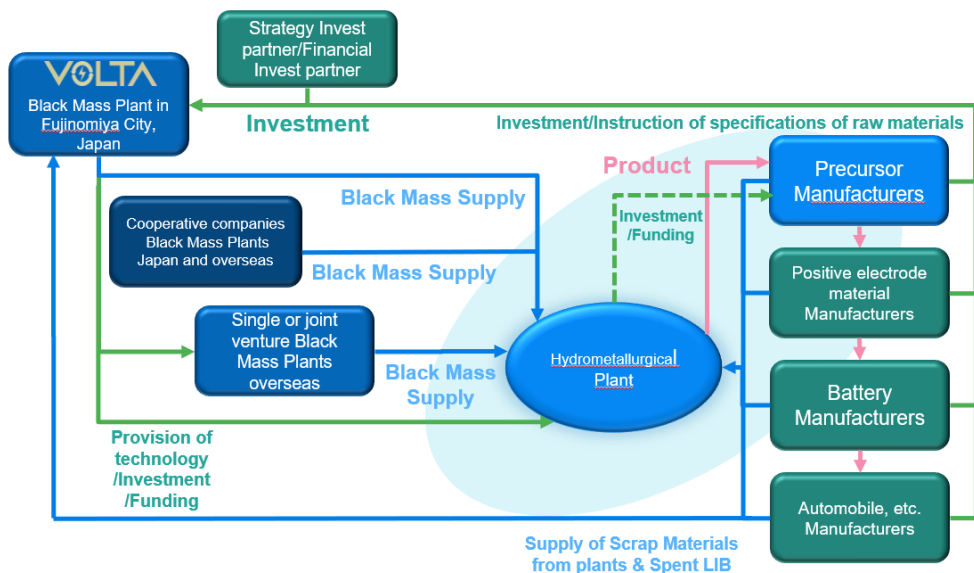 Strategy Invest
partner/Financial
Invest partner
VOLTA
Black Mass Plant in
Fujinomiya City,
Japan
Investment
Investment/Instruction of specifications of raw materials
Product
Precursor
Manufacturers
Black Mass Supply
Investment
/Funding
Cooperative companies
Black Mass Plants
Japan and overseas
Black Mass Supply
Positive electrode
material
Manufacturers
Single or joint
venture Black
Mass Plants
overseas
Black Mass
Supply
Hydrometallurgical
Plant
Battery
Manufacturers
Provision of
technology
/Investment
/Funding
Automobile, etc.
Manufacturers
Supply of Scrap Materials
from plants & Spent LIB